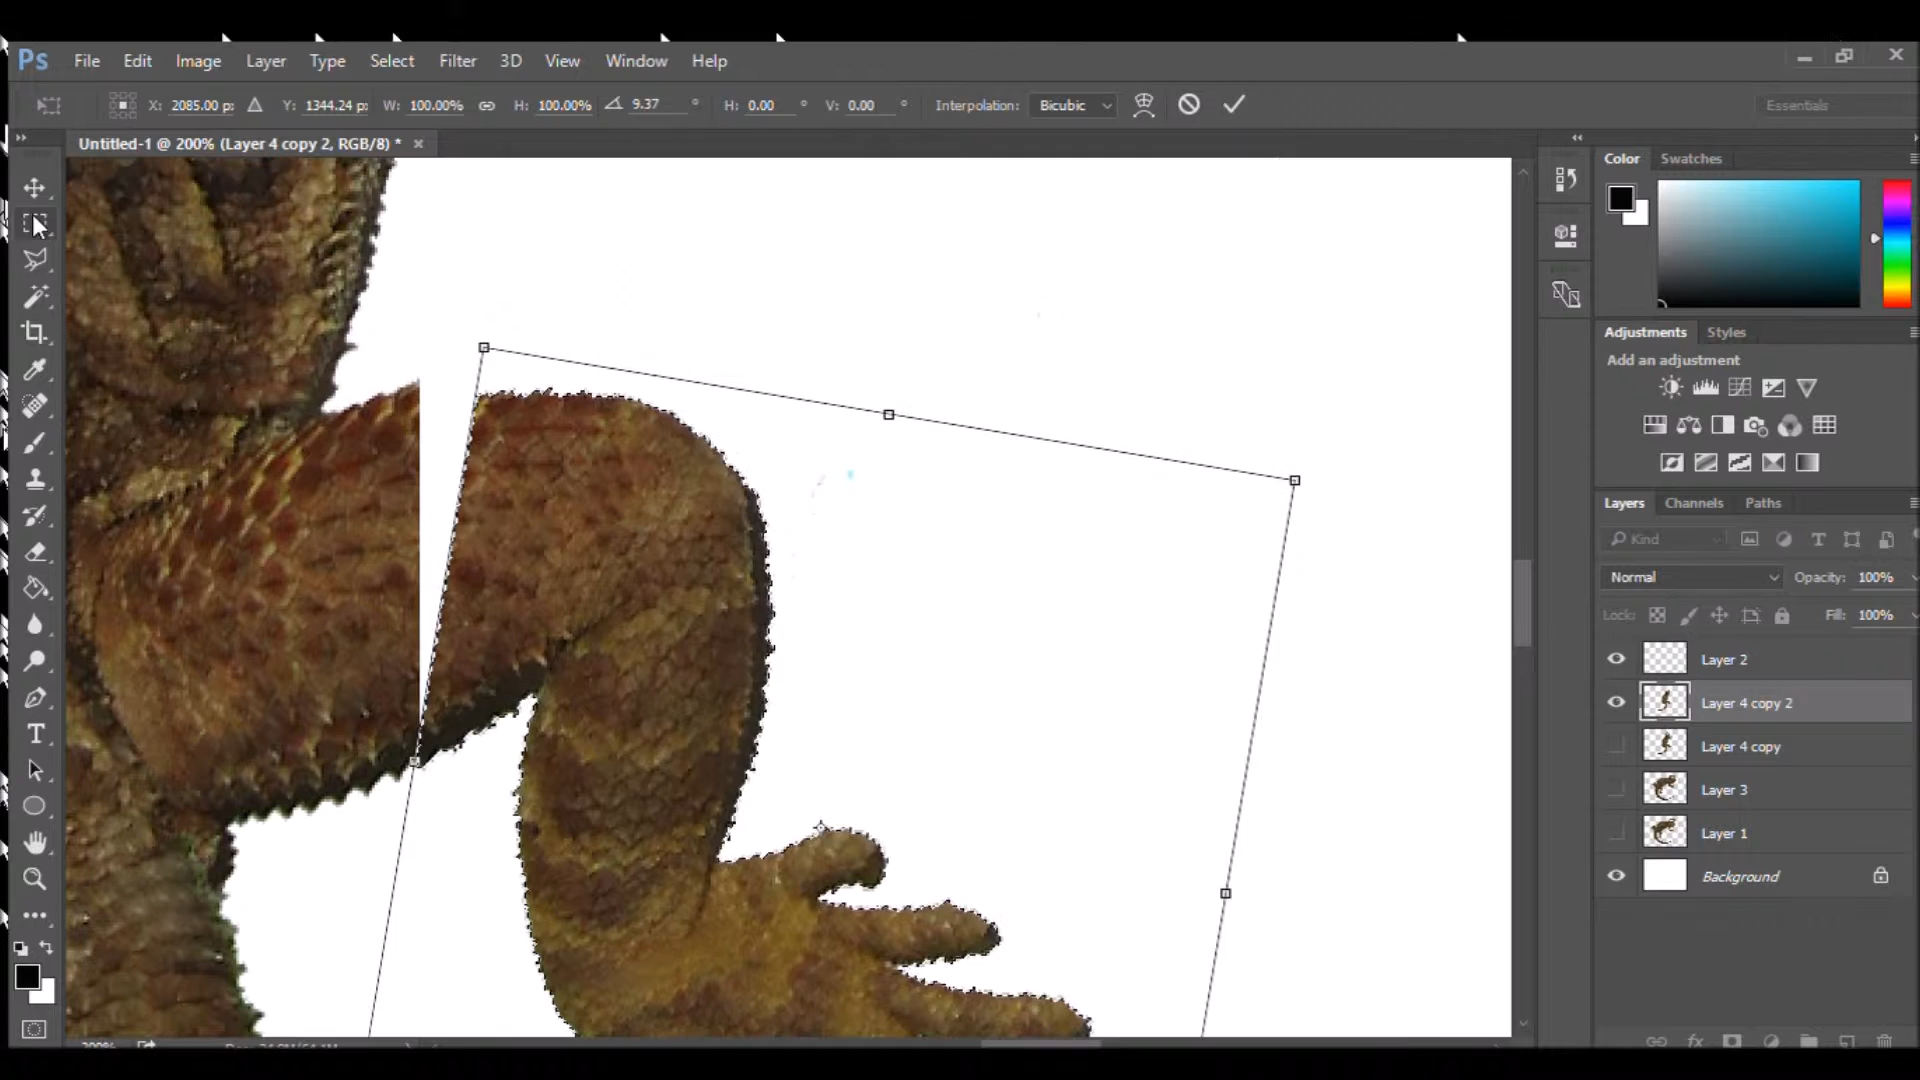 Ps File Edit Image Layer Type Select Filter 3D View Window Help
X: 2085.00 p: Y: 1344.24 p: W: 100.00% H: 100.00% 9.37 ° H: 0.00 ° V: 0.00 ° Interpolation: Bicubic Essentials
Untitled-1 @ 200% (Layer 4 copy 2, RGB/8) * ×
Color Swatches
Adjustments Styles
Add an adjustment
Layers Channels Paths
Kind
Normal Opacity: 100%
Lock: Fill: 100%
Layer 2
Layer 4 copy 2
Layer 4 copy
Layer 3
Layer 1
Background